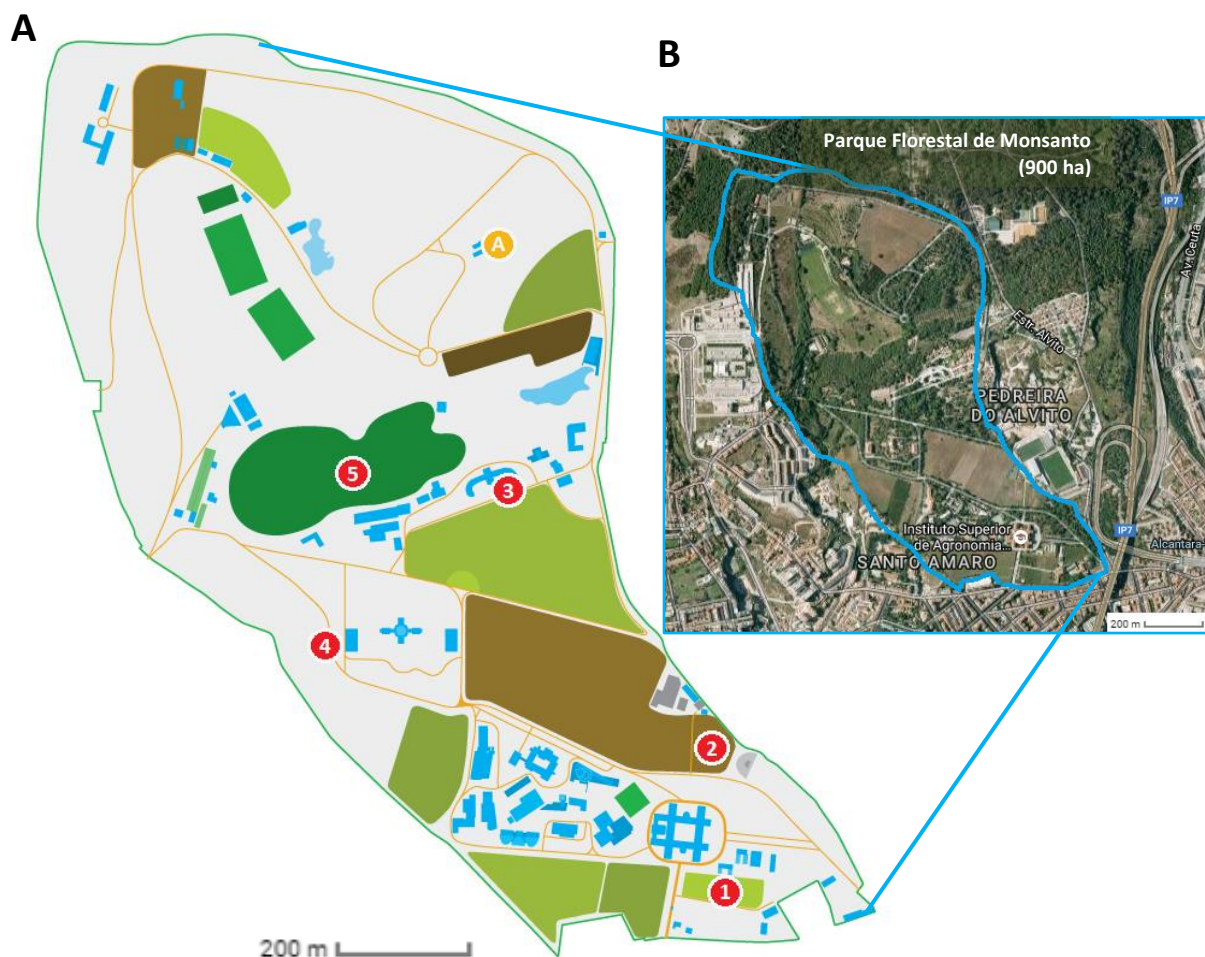 A
B
Parque Florestal de Monsanto
(900 ha)
IP7
Av. Ceuta
A
Estr. Alvito
PEDREIRA
DO ALVITO
5
3
IP7
Instituto Superior
de Agronomia...
Alcantara-
SANTO AMARO
200 m
4
2
1
200 m